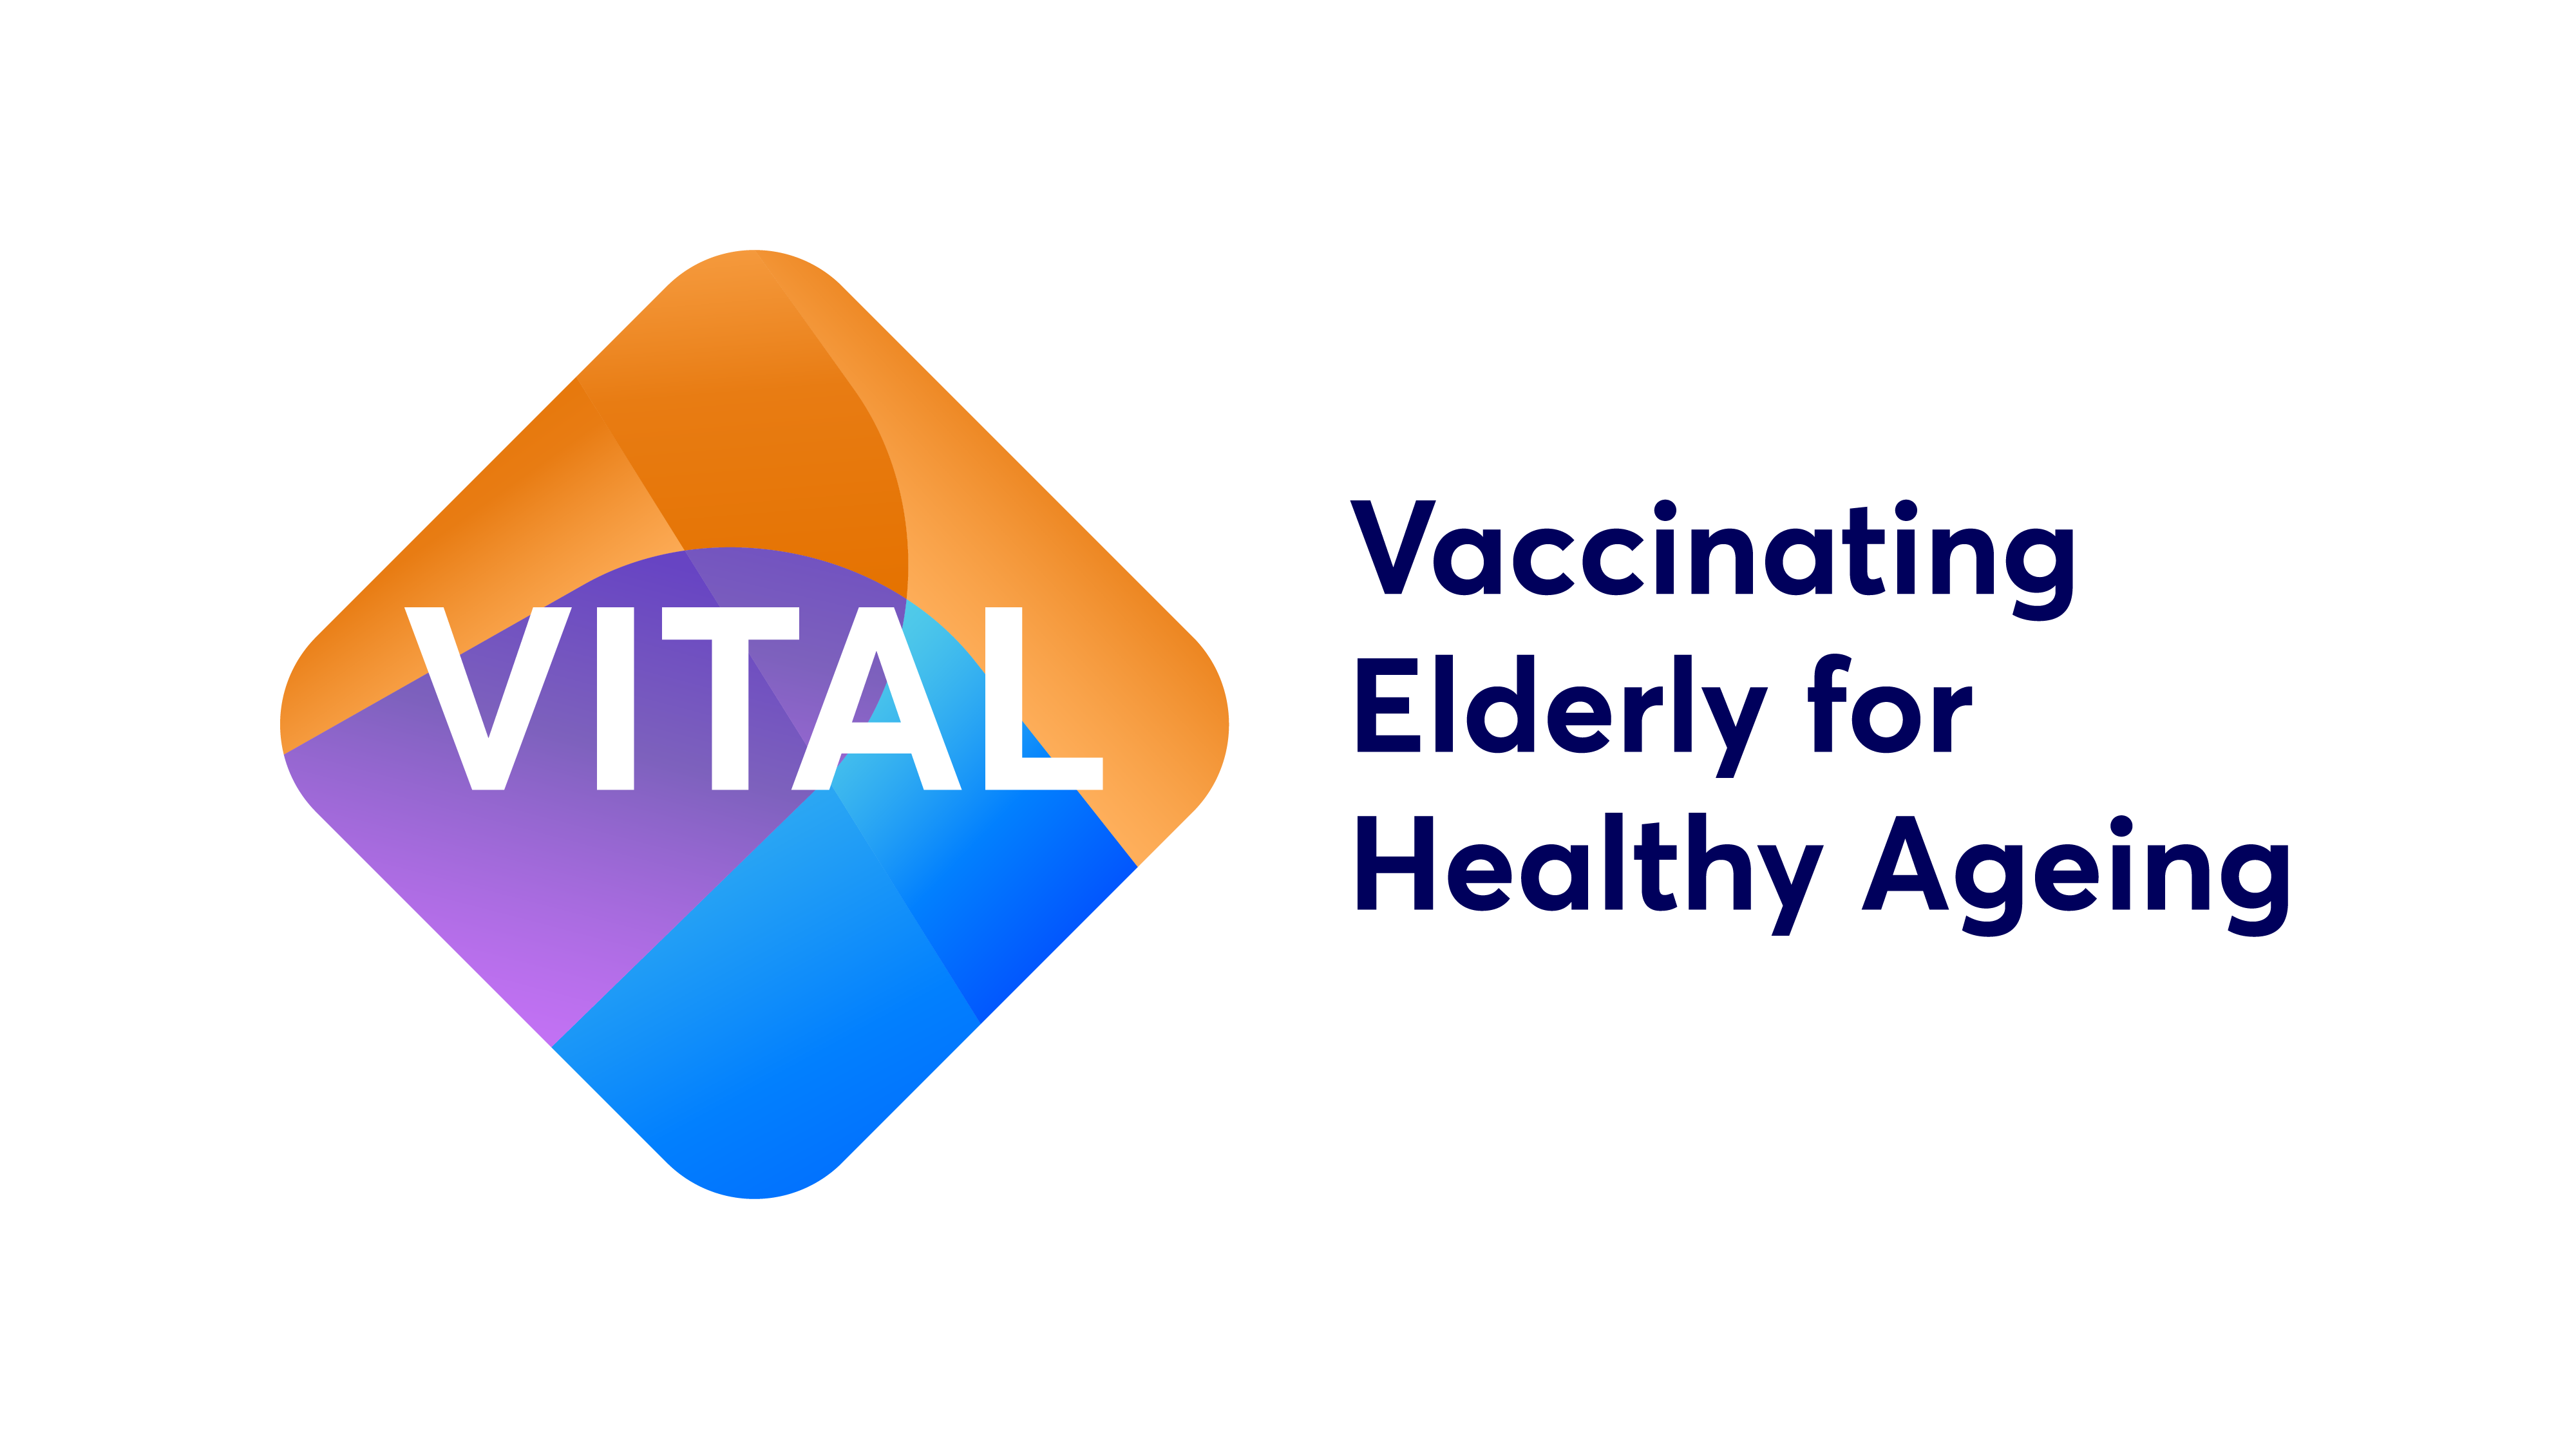 VITAL
Vaccinating
Elderly for
Healthy Ageing